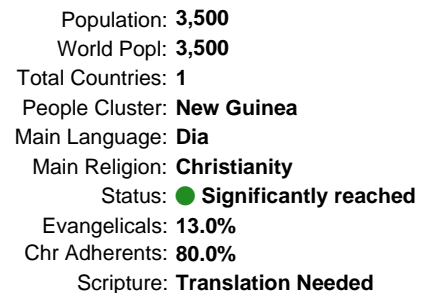 Population: 3,500
World Popl: 3,500
Total Countries: 1
People Cluster: New Guinea
Main Language: Dia
Main Religion: Christianity
Status: Significantly reached
Evangelicals: 13.0%
Chr Adherents: 80.0%
Scripture: Translation Needed